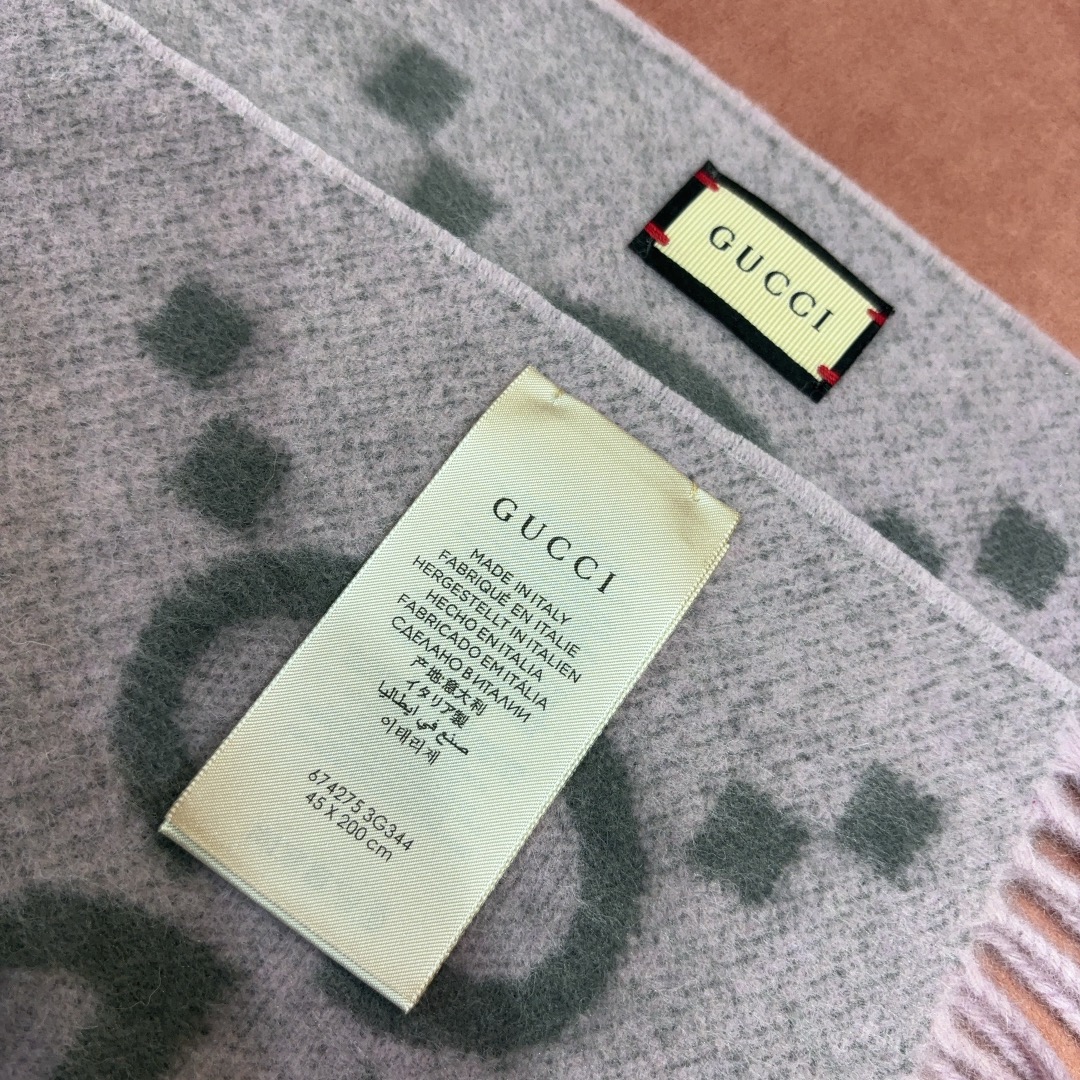 GUCCI
GUCCI
MADE IN ITALY
FABRIQUÉ EN ITALIE
HERGESTELLT IN ITALIEN
HECHO EN ITALIA
FABRICADO EM ITÁLIA
СДЕЛАНО В ИТАЛИИ
产地意大利
イタリア製
صنع في ايطاليا
이태리제
674275 3G344
45 X 200 cm